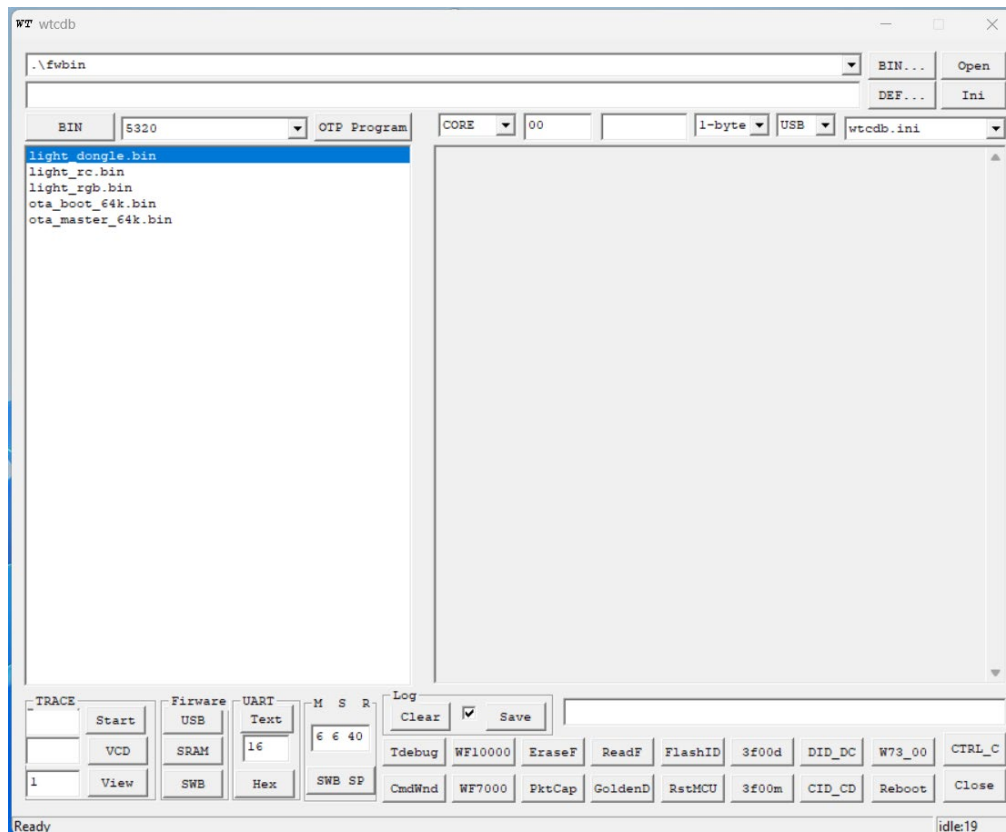 WT wtcdb
.\fwbin BIN... Open
DEF... Ini
BIN 5320 OTP Program CORE 00 1-byte USB wtcdb.ini
light_dongle.bin
light_rc.bin
light_rgb.bin
ota_boot_64k.bin
ota_master_64k.bin
TRACE Firware UART M S R Log
Start USB Text Clear Save
VCD SRAM 16 6 6 40 Tdebug WF10000 EraseF ReadF FlashID 3f00d DID_DC W73_00 CTRL_C
1 View SWB Hex SWB SP CmdWnd WF7000 PktCap GoldenD RstMCU 3f00m CID_CD Reboot Close
Ready idle:19